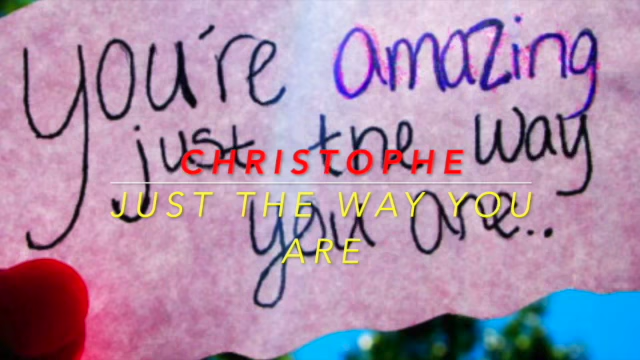 you're amazing
just the way
you are..
CHRISTOPHE
JUST THE WAY YOU
ARE